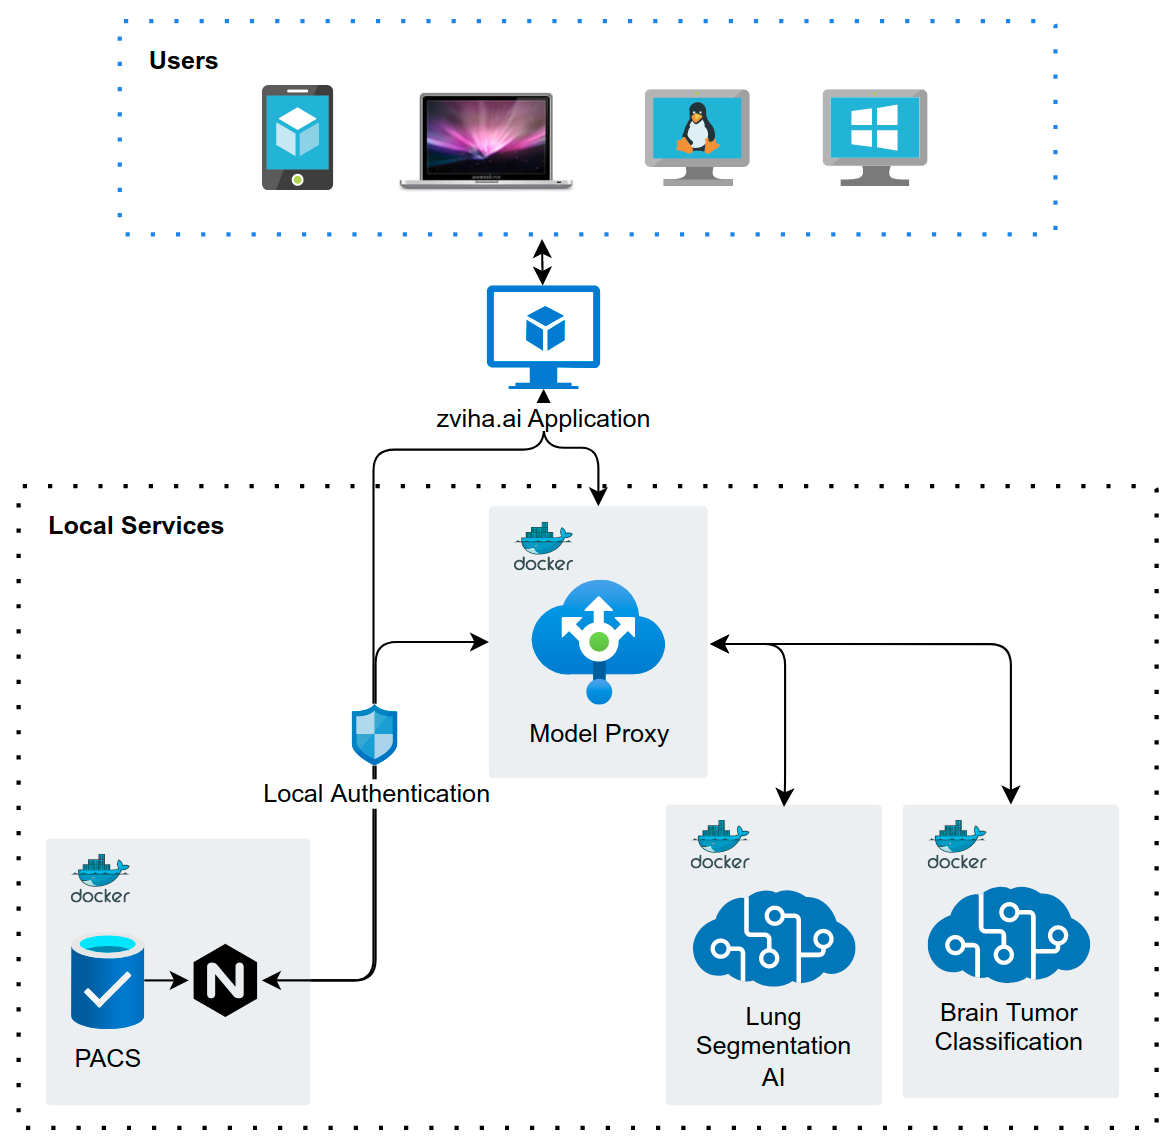 Users
zviha.ai Application
Local Services
docker
Model Proxy
Local Authentication
docker
PACS
N
docker
Lung
Segmentation
AI
docker
Brain Tumor
Classification